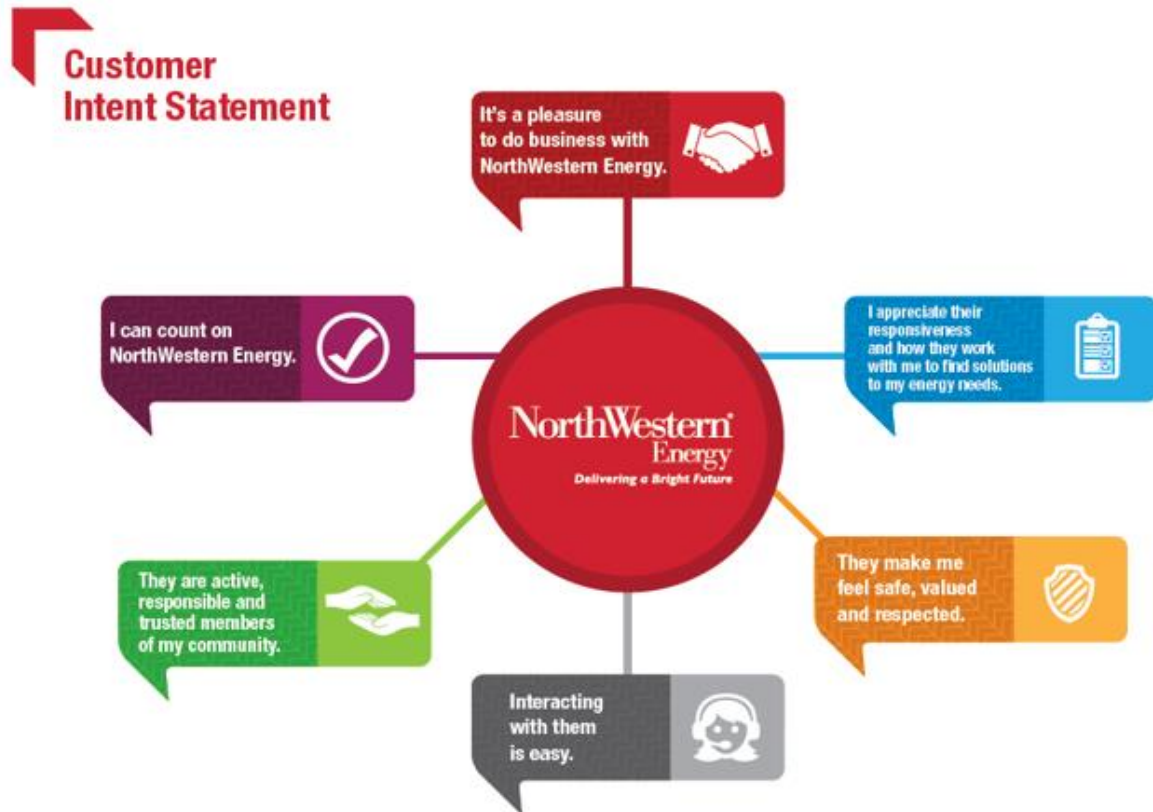 Customer
Intent Statement
It's a pleasure
to do business with
NorthWestern Energy.
I can count on
NorthWestern Energy.
I appreciate their
responsiveness
and how they work
with me to find solutions
to my energy needs.
NorthWestern®
Energy
Delivering a Bright Future
They are active,
responsible and
trusted members
of my community.
They make me
feel safe, valued
and respected.
Interacting
with them
is easy.